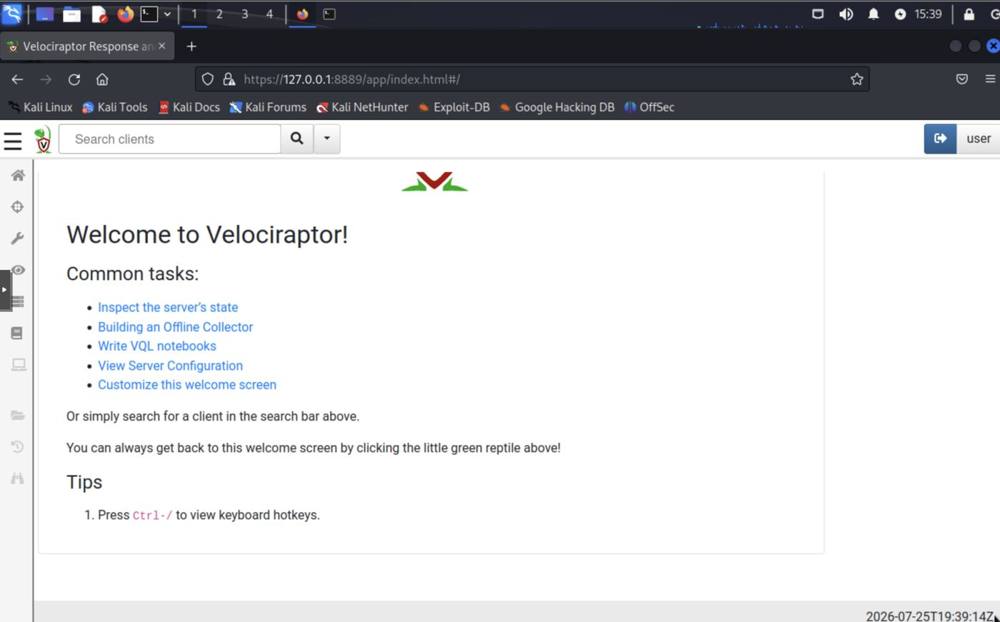 1 2 3 4 15:39
Velociraptor Response an
https://127.0.0.1:8889/app/index.html#/
Kali Linux Kali Tools Kali Docs Kali Forums Kali NetHunter Exploit-DB Google Hacking DB OffSec
Search clients user
Welcome to Velociraptor!
Common tasks:
Inspect the server's state
Building an Offline Collector
Write VQL notebooks
View Server Configuration
Customize this welcome screen
Or simply search for a client in the search bar above.
You can always get back to this welcome screen by clicking the little green reptile above!
Tips
1. Press Ctrl-/ to view keyboard hotkeys.
2026-07-25T19:39:14Z